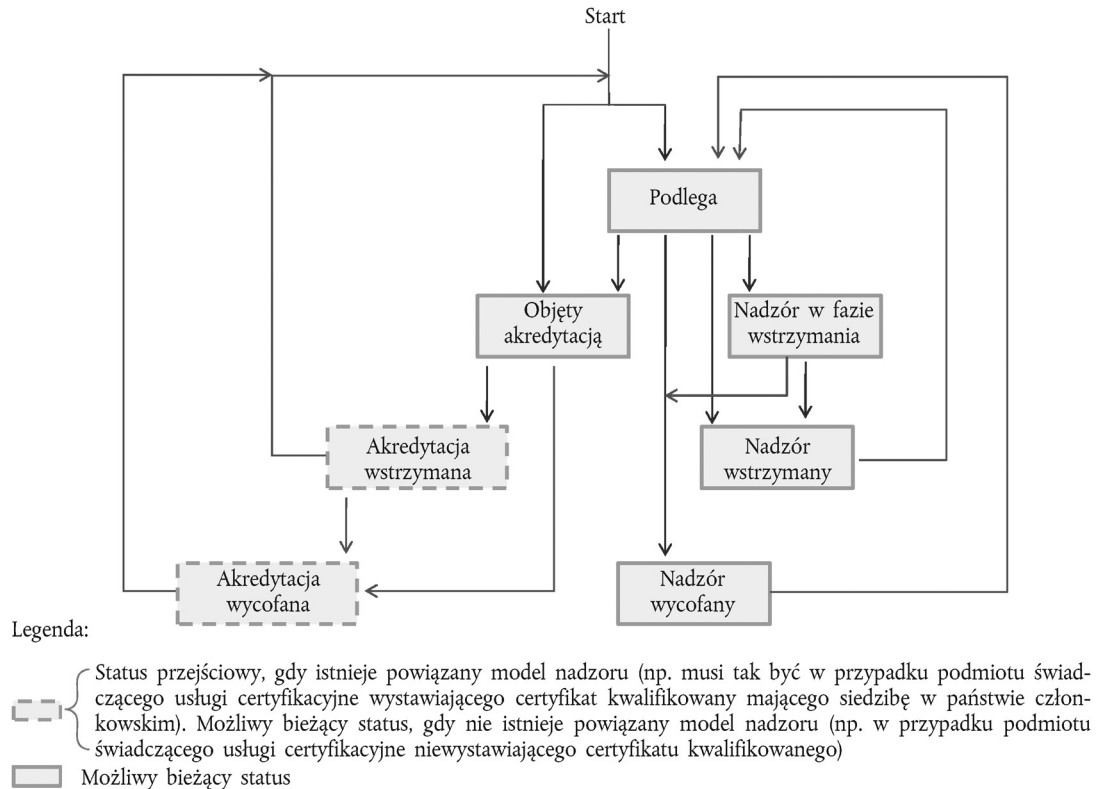 Start
Podlega
Objęty
akredytacją
Nadzór w fazie
wstrzymania
Akredytacja
wstrzymana
Nadzór
wstrzymany
Akredytacja
wycofana
Nadzór
wycofany
Legenda:
Status przejściowy, gdy istnieje powiązany model nadzoru (np. musi tak być w przypadku podmiotu świad-
czącego usługi certyfikacyjne wystawiającego certyfikat kwalifikowany mającego siedzibę w państwie człon-
kowskim). Możliwy bieżący status, gdy nie istnieje powiązany model nadzoru (np. w przypadku podmiotu
świadczącego usługi certyfikacyjne niewystawiającego certyfikatu kwalifikowanego)
Możliwy bieżący status